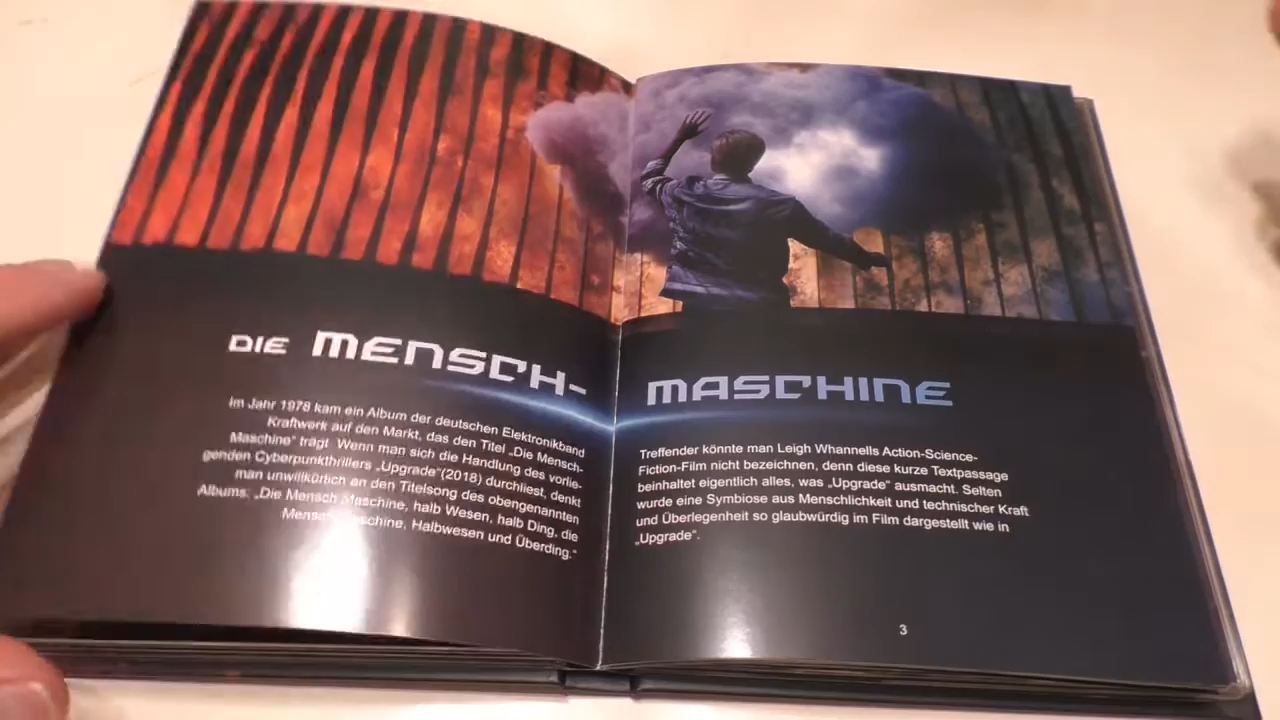 DIE MENSCH-
Im Jahr 1978 kam ein Album der deutschen Elektronikband
Kraftwerk auf den Markt, das den Titel „Die Mensch-
Maschine“ trägt. Wenn man sich die Handlung des vorlie-
genden Cyberpunkthrillers „Upgrade“(2018) durchliest, denkt
man unwillkürlich an den Titelsong des obengenannten
Albums: „Die Mensch Maschine, halb Wesen, halb Ding, die
Mensch Maschine, Halbwesen und Überding.“
MASCHINE
Treffender könnte man Leigh Whannells Action-Science-
Fiction-Film nicht bezeichnen, denn diese kurze Textpassage
beinhaltet eigentlich alles, was „Upgrade“ ausmacht. Selten
wurde eine Symbiose aus Menschlichkeit und technischer Kraft
und Überlegenheit so glaubwürdig im Film dargestellt wie in
„Upgrade“.
3